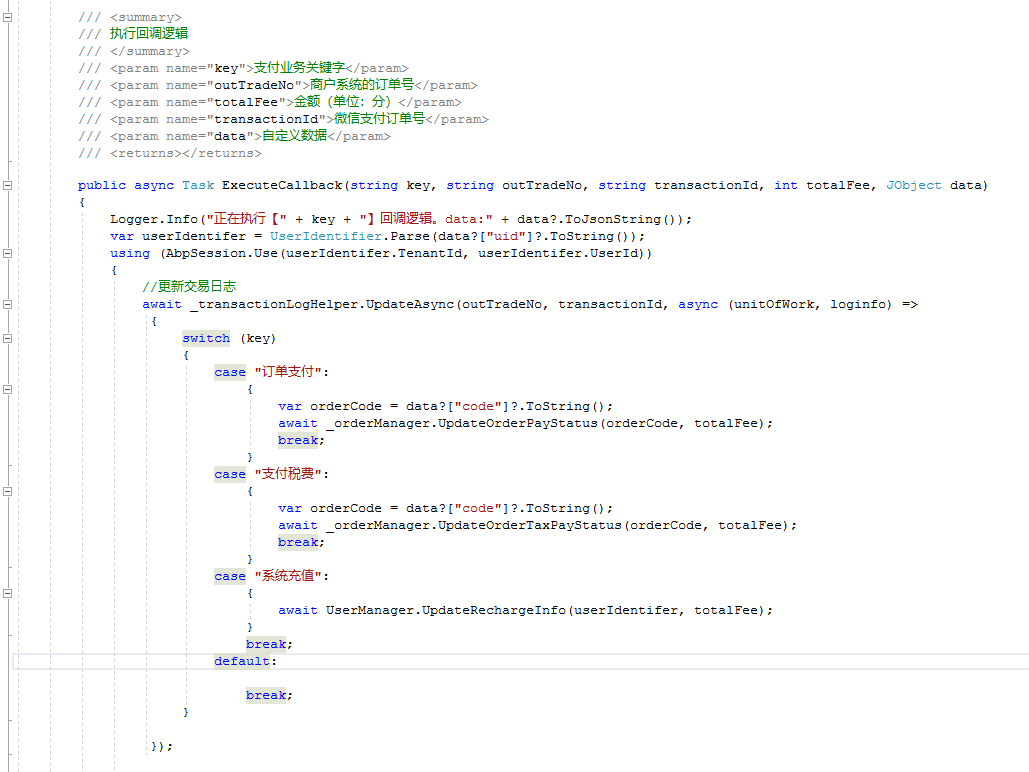 /// <summary>
/// 执行回调逻辑
/// </summary>
/// <param name="key">支付业务关键字</param>
/// <param name="outTradeNo">商户系统的订单号</param>
/// <param name="totalFee">金额（单位：分）</param>
/// <param name="transactionId">微信支付订单号</param>
/// <param name="data">自定义数据</param>
/// <returns></returns>
public async Task ExecuteCallback(string key, string outTradeNo, string transactionId, int totalFee, JObject data)
{
Logger.Info("正在执行【" + key + "】回调逻辑。data:" + data?.ToJsonString());
var userIdentifer = UserIdentifier.Parse(data?["uid"]?.ToString());
using (AbpSession.Use(userIdentifer.TenantId, userIdentifer.UserId))
{
//更新交易日志
await _transactionLogHelper.UpdateAsync(outTradeNo, transactionId, async (unitOfWork, loginfo) =>
{
switch (key)
{
case "订单支付":
{
var orderCode = data?["code"]?.ToString();
await _orderManager.UpdateOrderPayStatus(orderCode, totalFee);
break;
}
case "支付税费":
{
var orderCode = data?["code"]?.ToString();
await _orderManager.UpdateOrderTaxPayStatus(orderCode, totalFee);
break;
}
case "系统充值":
{
await UserManager.UpdateRechargeInfo(userIdentifer, totalFee);
}
break;
default:
break;
}
});